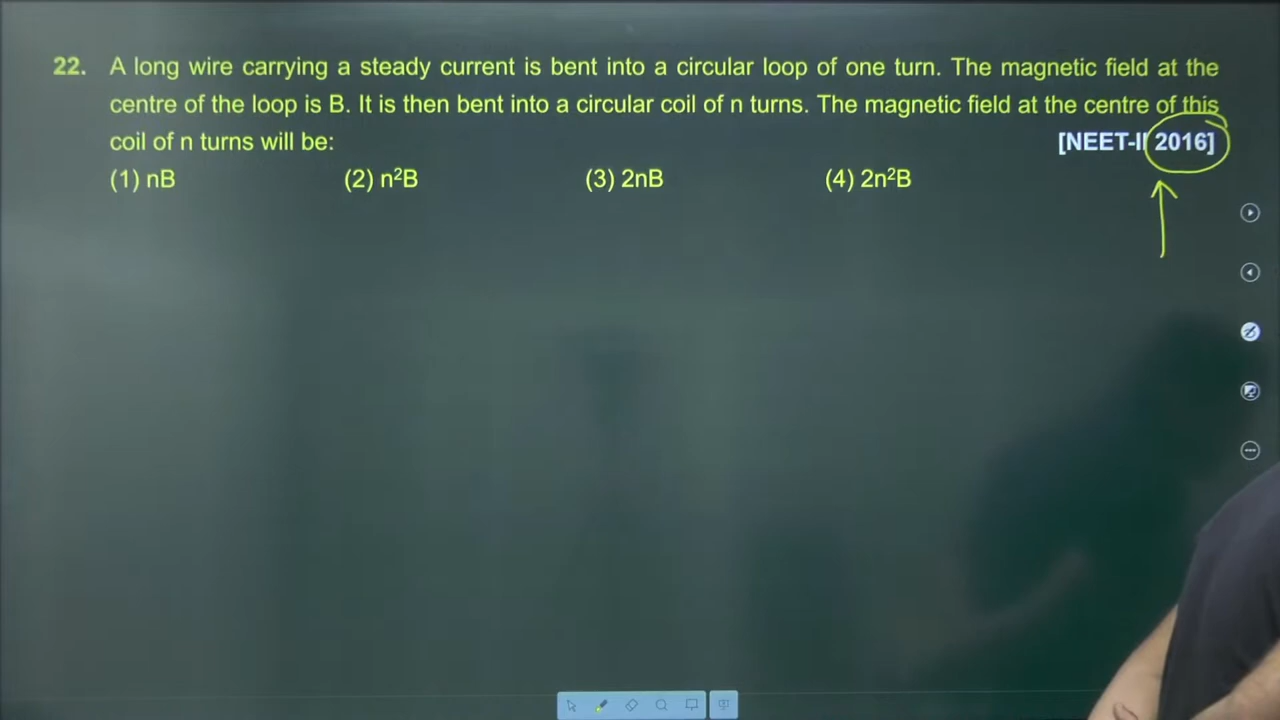 22. A long wire carrying a steady current is bent into a circular loop of one turn. The magnetic field at the
centre of the loop is B. It is then bent into a circular coil of n turns. The magnetic field at the centre of this
coil of n turns will be: [NEET-II 2016]
(1) nB (2) n²B (3) 2nB (4) 2n²B